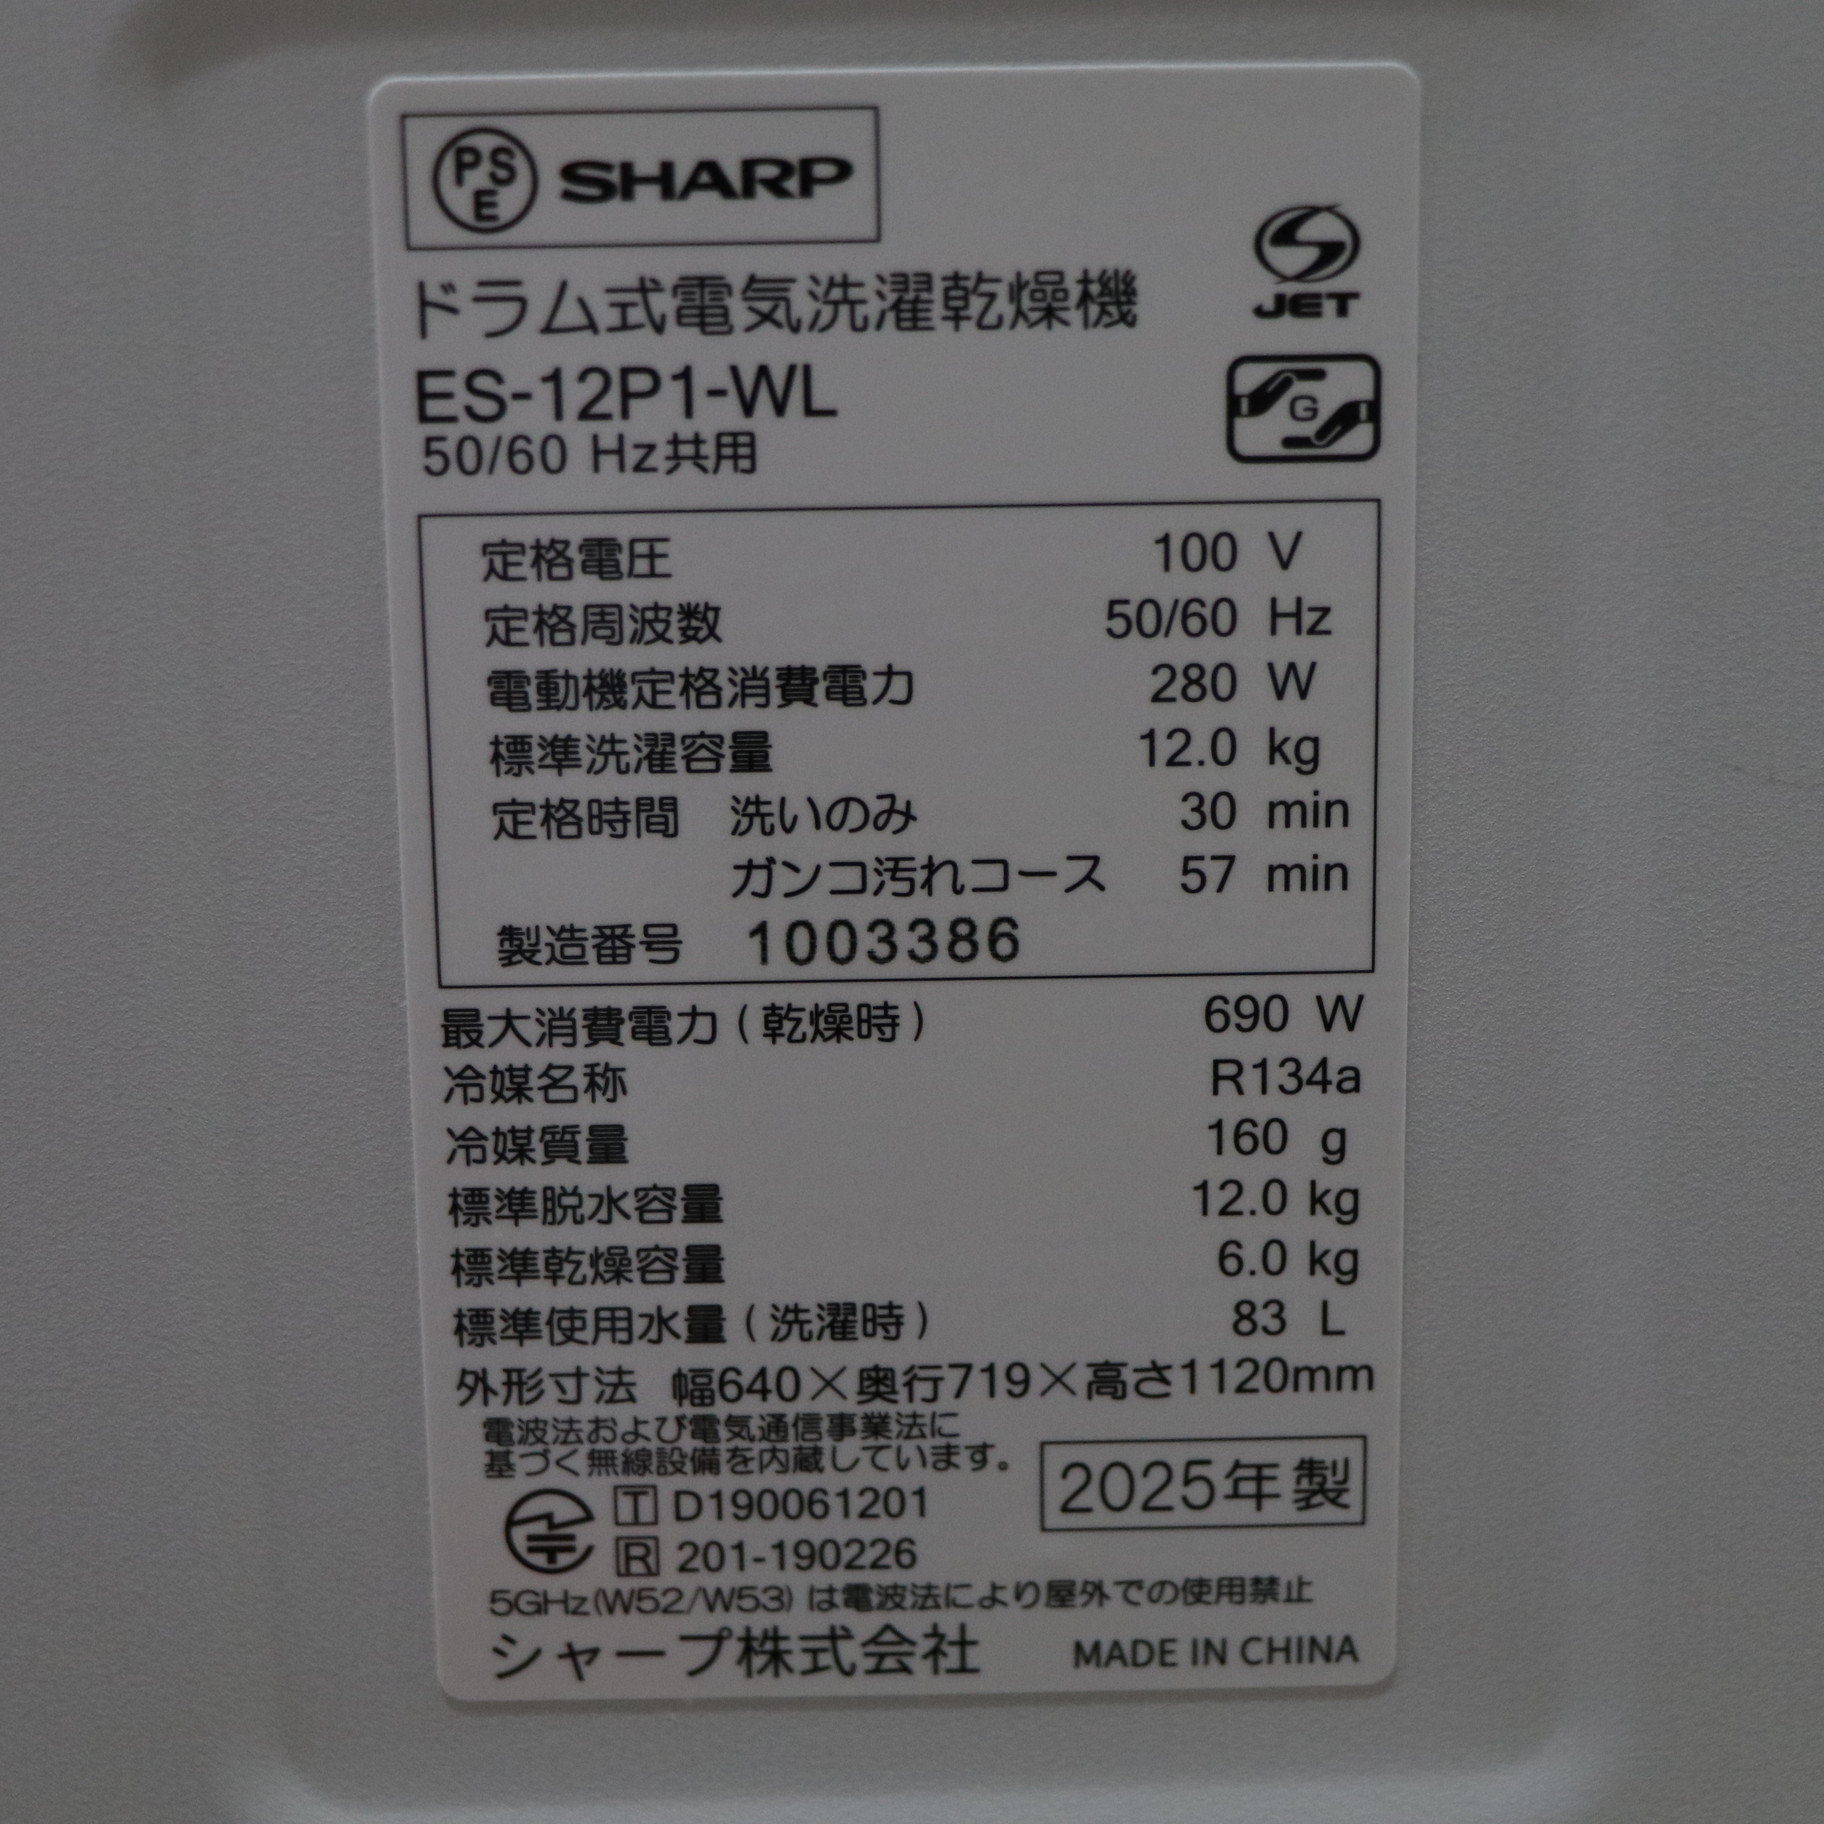 PSE SHARP
JET
ドラム式電気洗濯乾燥機
ES-12P1-WL
50/60 Hz共用
G
定格電圧 100 V
定格周波数 50/60 Hz
電動機定格消費電力 280 W
標準洗濯容量 12.0 kg
定格時間 洗いのみ 30 min
ガンコ汚れコース 57 min
製造番号 1003386
最大消費電力(乾燥時) 690 W
冷媒名称 R134a
冷媒質量 160 g
標準脱水容量 12.0 kg
標準乾燥容量 6.0 kg
標準使用水量(洗濯時) 83 L
外形寸法 幅640×奥行719×高さ1120mm
電波法および電気通信事業法に
基づく無線設備を内蔵しています。
2025年製
T D190061201
R 201-190226
5GHz(W52/W53)は電波法により屋外での使用禁止
シャープ株式会社 MADE IN CHINA